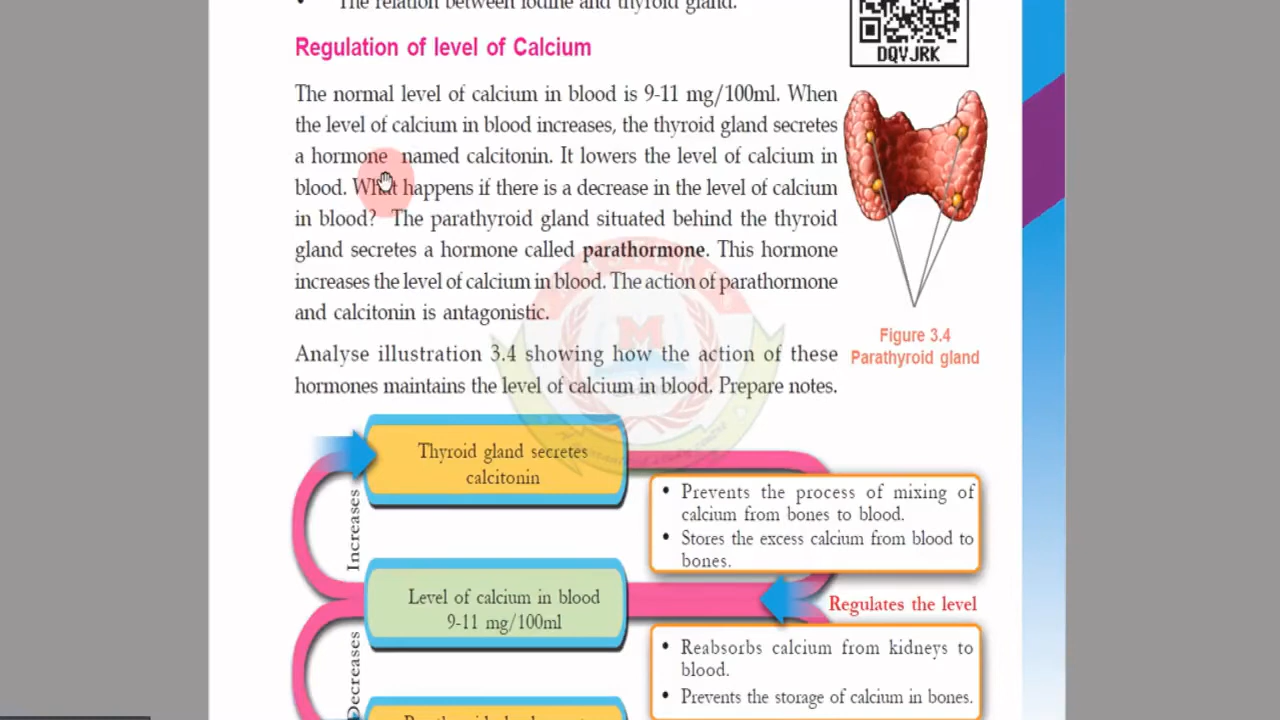 • The relation between iodine and thyroid gland.
DQVJRK
Regulation of level of Calcium
The normal level of calcium in blood is 9-11 mg/100ml. When
the level of calcium in blood increases, the thyroid gland secretes
a hormone named calcitonin. It lowers the level of calcium in
blood. What happens if there is a decrease in the level of calcium
in blood? The parathyroid gland situated behind the thyroid
gland secretes a hormone called parathormone. This hormone
increases the level of calcium in blood. The action of parathormone
and calcitonin is antagonistic.
Figure 3.4
Parathyroid gland
Analyse illustration 3.4 showing how the action of these
hormones maintains the level of calcium in blood. Prepare notes.
Thyroid gland secretes
calcitonin
• Prevents the process of mixing of
calcium from bones to blood.
• Stores the excess calcium from blood to
bones.
Increases
Level of calcium in blood
9-11 mg/100ml
Regulates the level
• Reabsorbs calcium from kidneys to
blood.
• Prevents the storage of calcium in bones.
Decreases